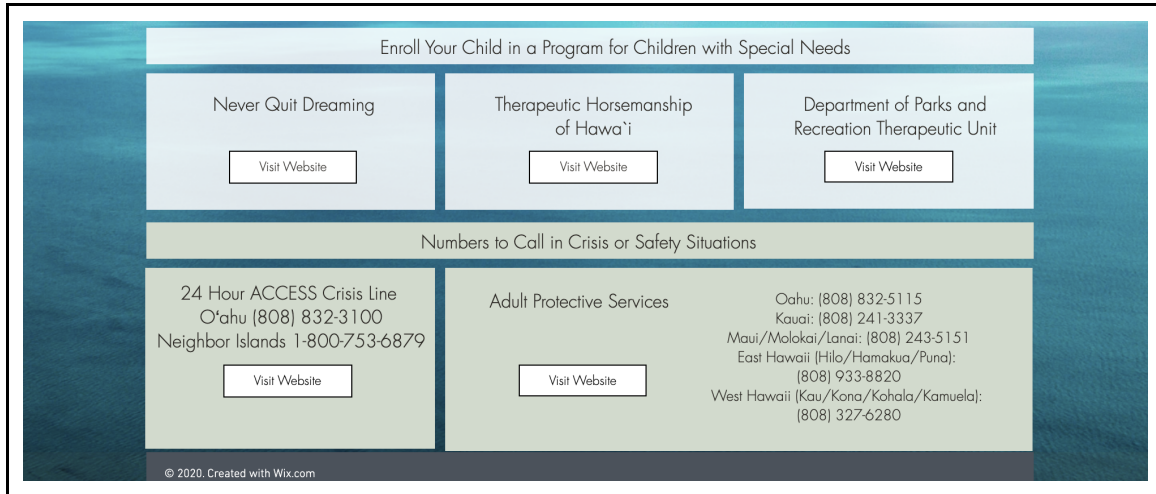 Enroll Your Child in a Program for Children with Special Needs
Never Quit Dreaming
Visit Website
Therapeutic Horsemanship
of Hawa`i
Visit Website
Department of Parks and
Recreation Therapeutic Unit
Visit Website
Numbers to Call in Crisis or Safety Situations
24 Hour ACCESS Crisis Line
Oʻahu (808) 832-3100
Neighbor Islands 1-800-753-6879
Visit Website
Adult Protective Services
Visit Website
Oahu: (808) 832-5115
Kauai: (808) 241-3337
Maui/Molokai/Lanai: (808) 243-5151
East Hawaii (Hilo/Hamakua/Puna):
(808) 933-8820
West Hawaii (Kau/Kona/Kohala/Kamuela):
(808) 327-6280
© 2020. Created with Wix.com